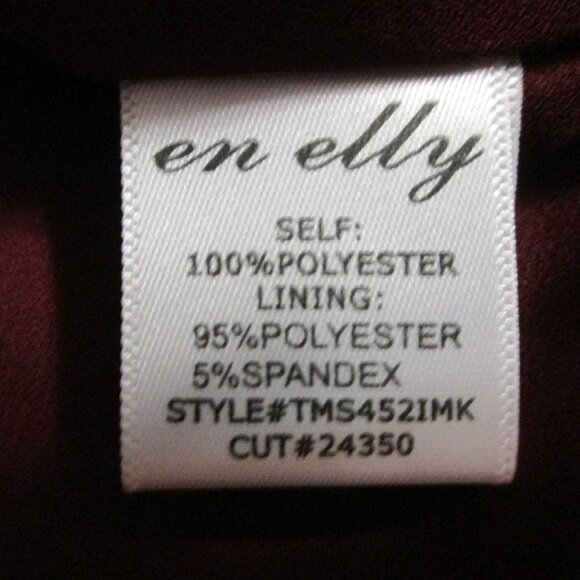 en elly
SELF:
100%POLYESTER
LINING:
95%POLYESTER
5%SPANDEX
STYLE#TMS452IMK
CUT#24350